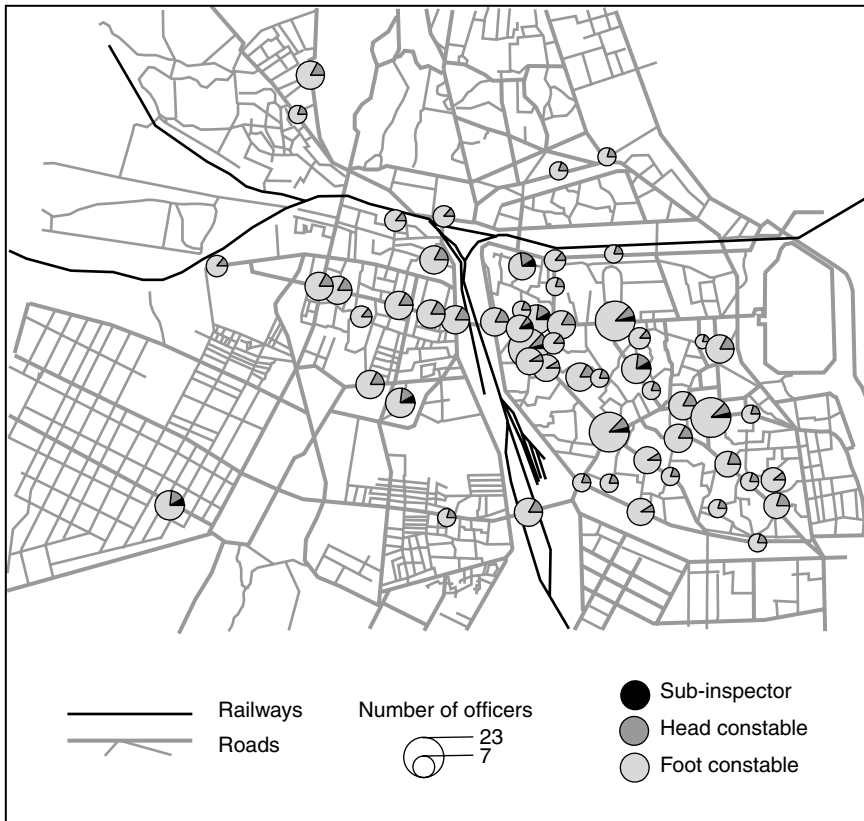 Railways
Roads
Number of officers
23
7
Sub-inspector
Head constable
Foot constable